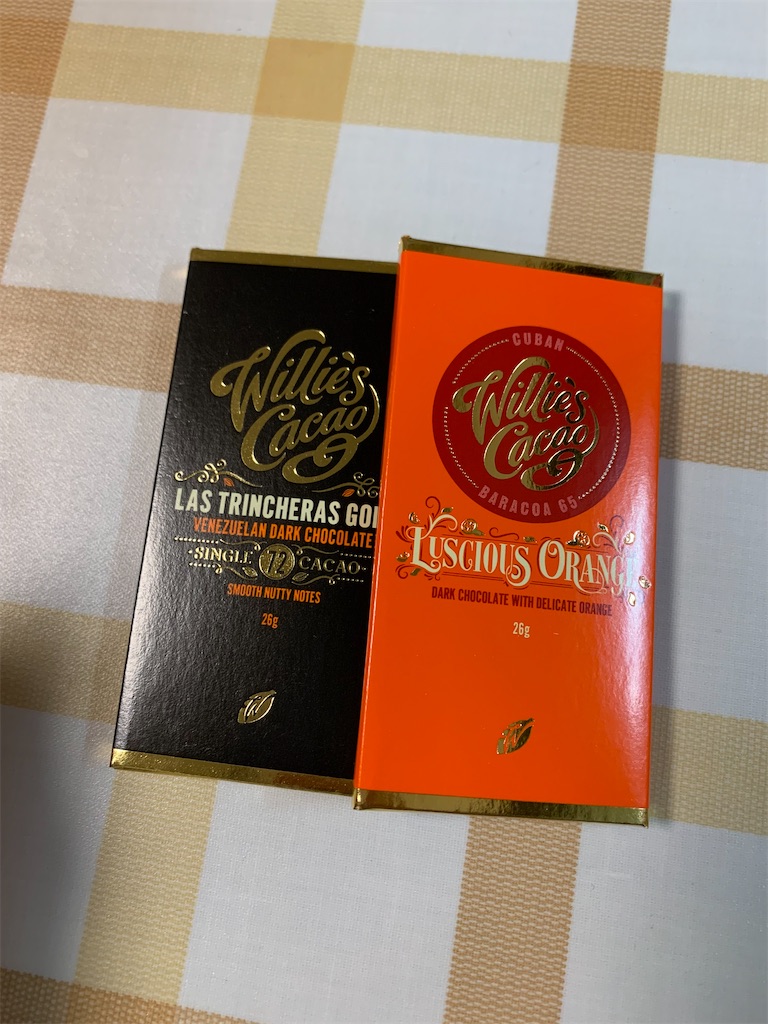 Willie's
Cacao
LAS TRINCHERAS
VENEZUELAN DARK CHOCOLATE
SINGLE 72 CACAO
SMOOTH NUTTY NOTES
26g
CUBAN
Willie's
Cacao
BARACOA 65
LUSCIOUS ORANGE
DARK CHOCOLATE WITH DELICATE ORANGE
26g